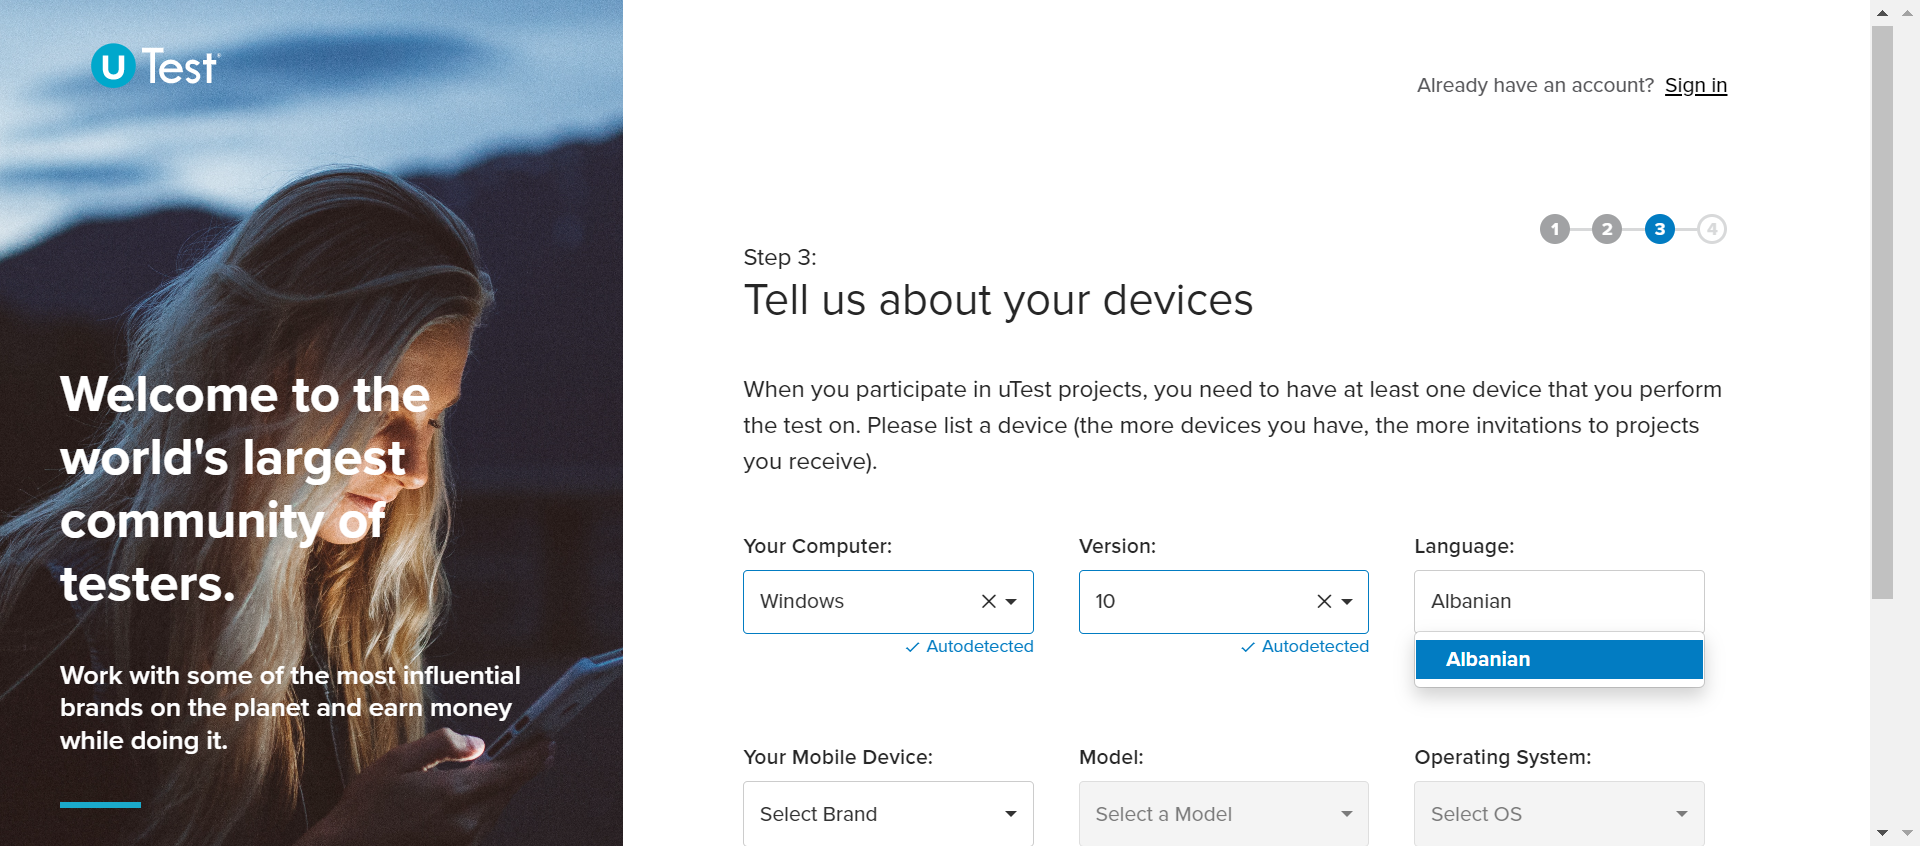 u Test
Already have an account? Sign in
1 2 3 4
Step 3:
Tell us about your devices
Welcome to the
world's largest
community of
testers.
Work with some of the most influential
brands on the planet and earn money
while doing it.
When you participate in uTest projects, you need to have at least one device that you perform
the test on. Please list a device (the more devices you have, the more invitations to projects
you receive).
Your Computer:
Windows
Autodetected
Version:
10
Autodetected
Language:
Albanian
Albanian
Your Mobile Device:
Select Brand
Model:
Select a Model
Operating System:
Select OS